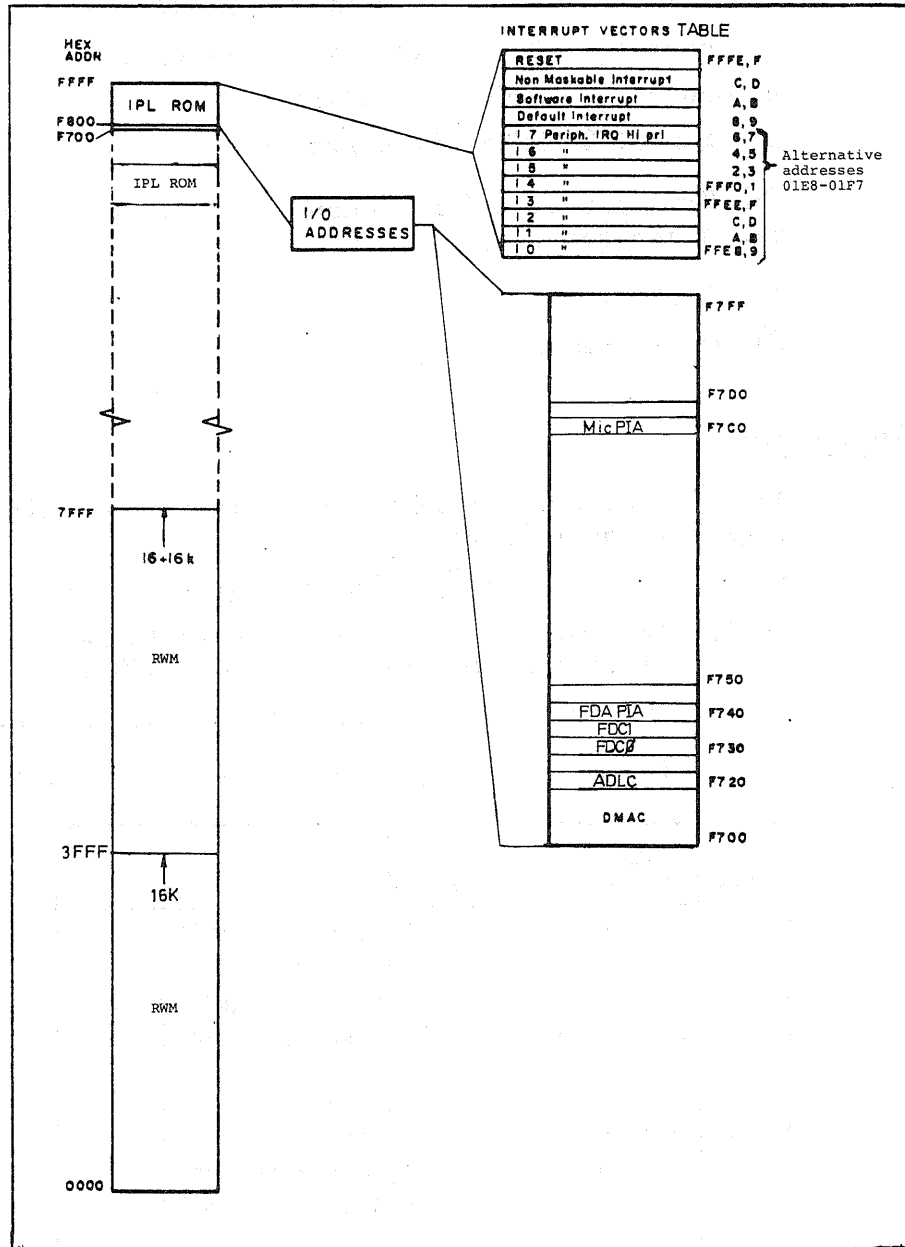 HEX
ADDR
FFFF
IPL ROM
F800
F700
IPL ROM
I/O
ADDRESSES
7FFF
16+16k
RWM
3FFF
16K
RWM
0000
INTERRUPT VECTORS TABLE
RESET FFFE, F
Non Maskable Interrupt C, D
Software Interrupt A, B
Default Interrupt 8, 9
I 7 Periph. IRQ Hi pri 6,7
I 6 " 4,5
I 5 " 2,3
I 4 " FFF0,1
I 3 " FFEE,F
I 2 " C,D
I 1 " A,B
I 0 " FFE8,9
Alternative
addresses
01E8-01F7
F7FF
F7D0
Mic PIA F7C0
F750
FDA PIA F740
FDC1
FDCØ F730
ADLC F720
DMAC
F700